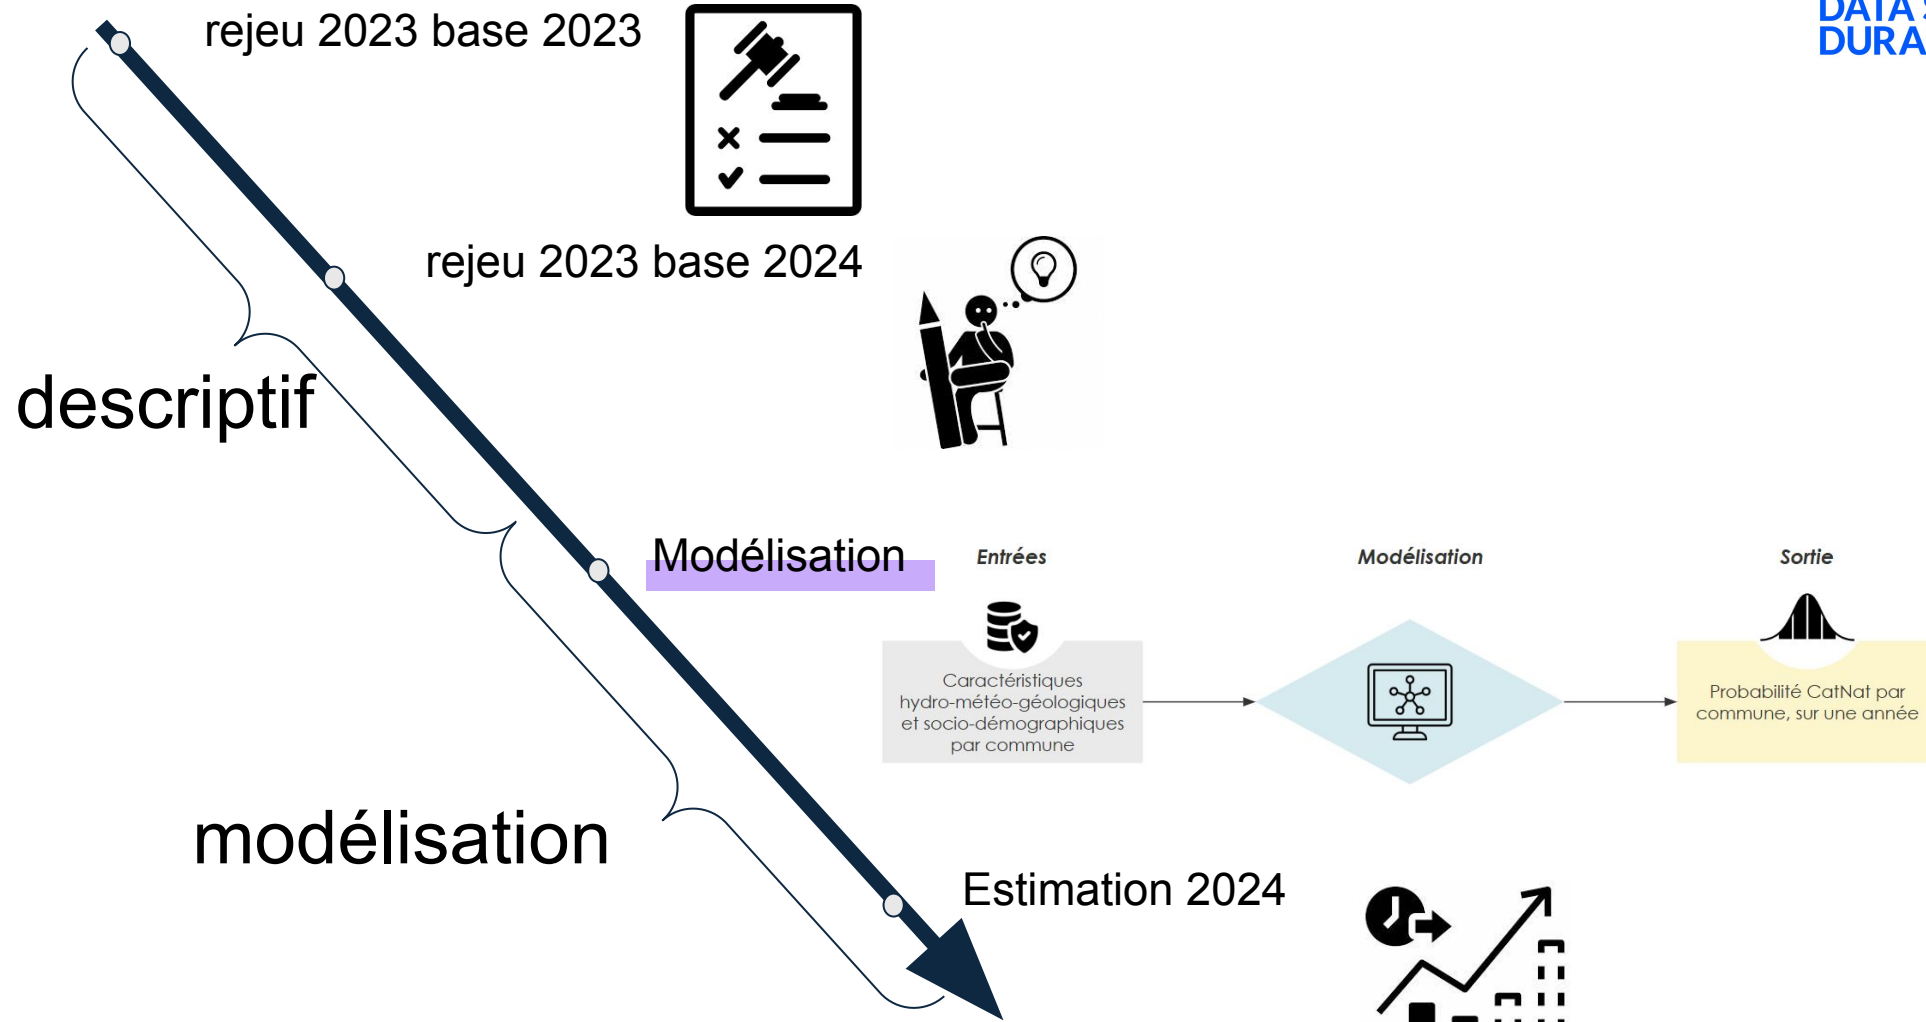 rejeu 2023 base 2023
DATA
DURA
rejeu 2023 base 2024
descriptif
Modélisation
Entrées
Modélisation
Sortie
Caractéristiques
hydro-météo-géologiques
et socio-démographiques
par commune
Probabilité CatNat par
commune, sur une année
modélisation
Estimation 2024